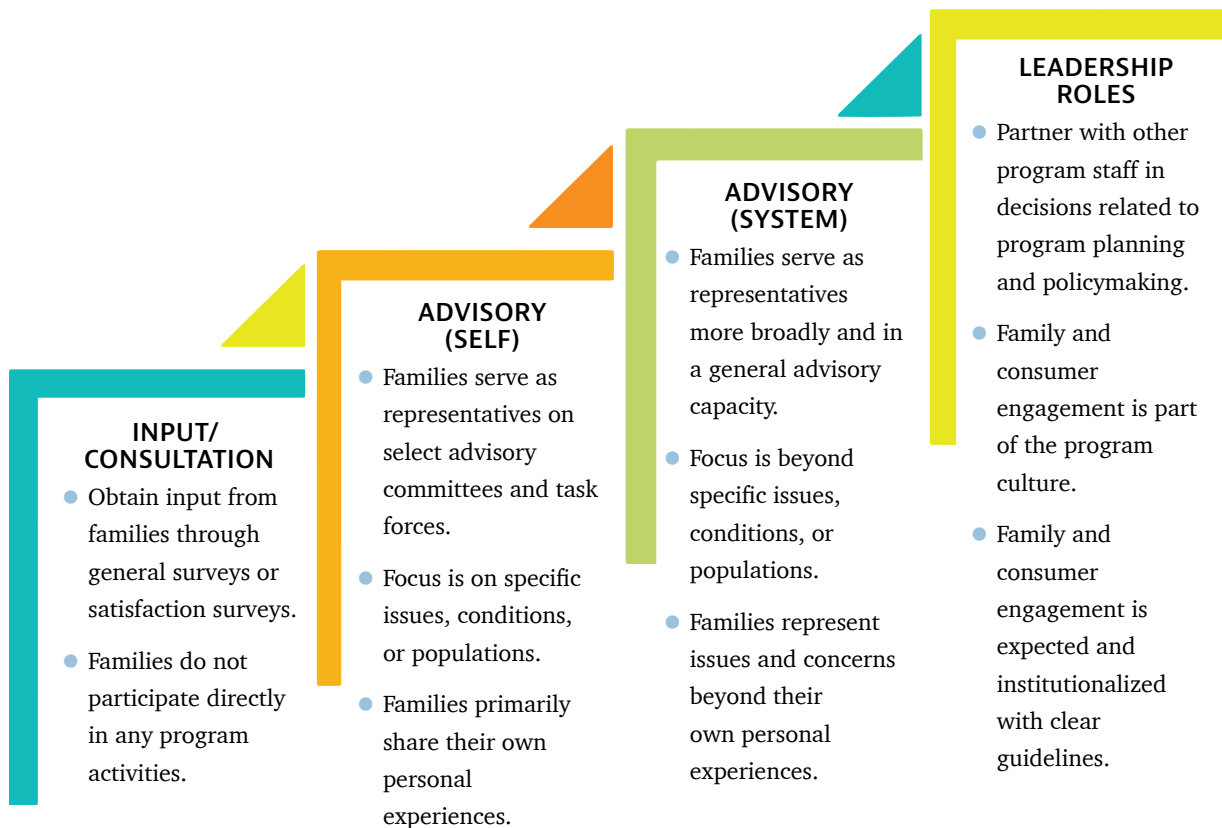 INPUT/
CONSULTATION
Obtain input from
families through
general surveys or
satisfaction surveys.
Families do not
participate directly
in any program
activities.
ADVISORY
(SELF)
Families serve as
representatives on
select advisory
committees and task
forces.
Focus is on specific
issues, conditions,
or populations.
Families primarily
share their own
personal
experiences.
ADVISORY
(SYSTEM)
Families serve as
representatives
more broadly and in
a general advisory
capacity.
Focus is beyond
specific issues,
conditions, or
populations.
Families represent
issues and concerns
beyond their
own personal
experiences.
LEADERSHIP
ROLES
Partner with other
program staff in
decisions related to
program planning
and policymaking.
Family and
consumer
engagement is part
of the program
culture.
Family and
consumer
engagement is
expected and
institutionalized
with clear
guidelines.